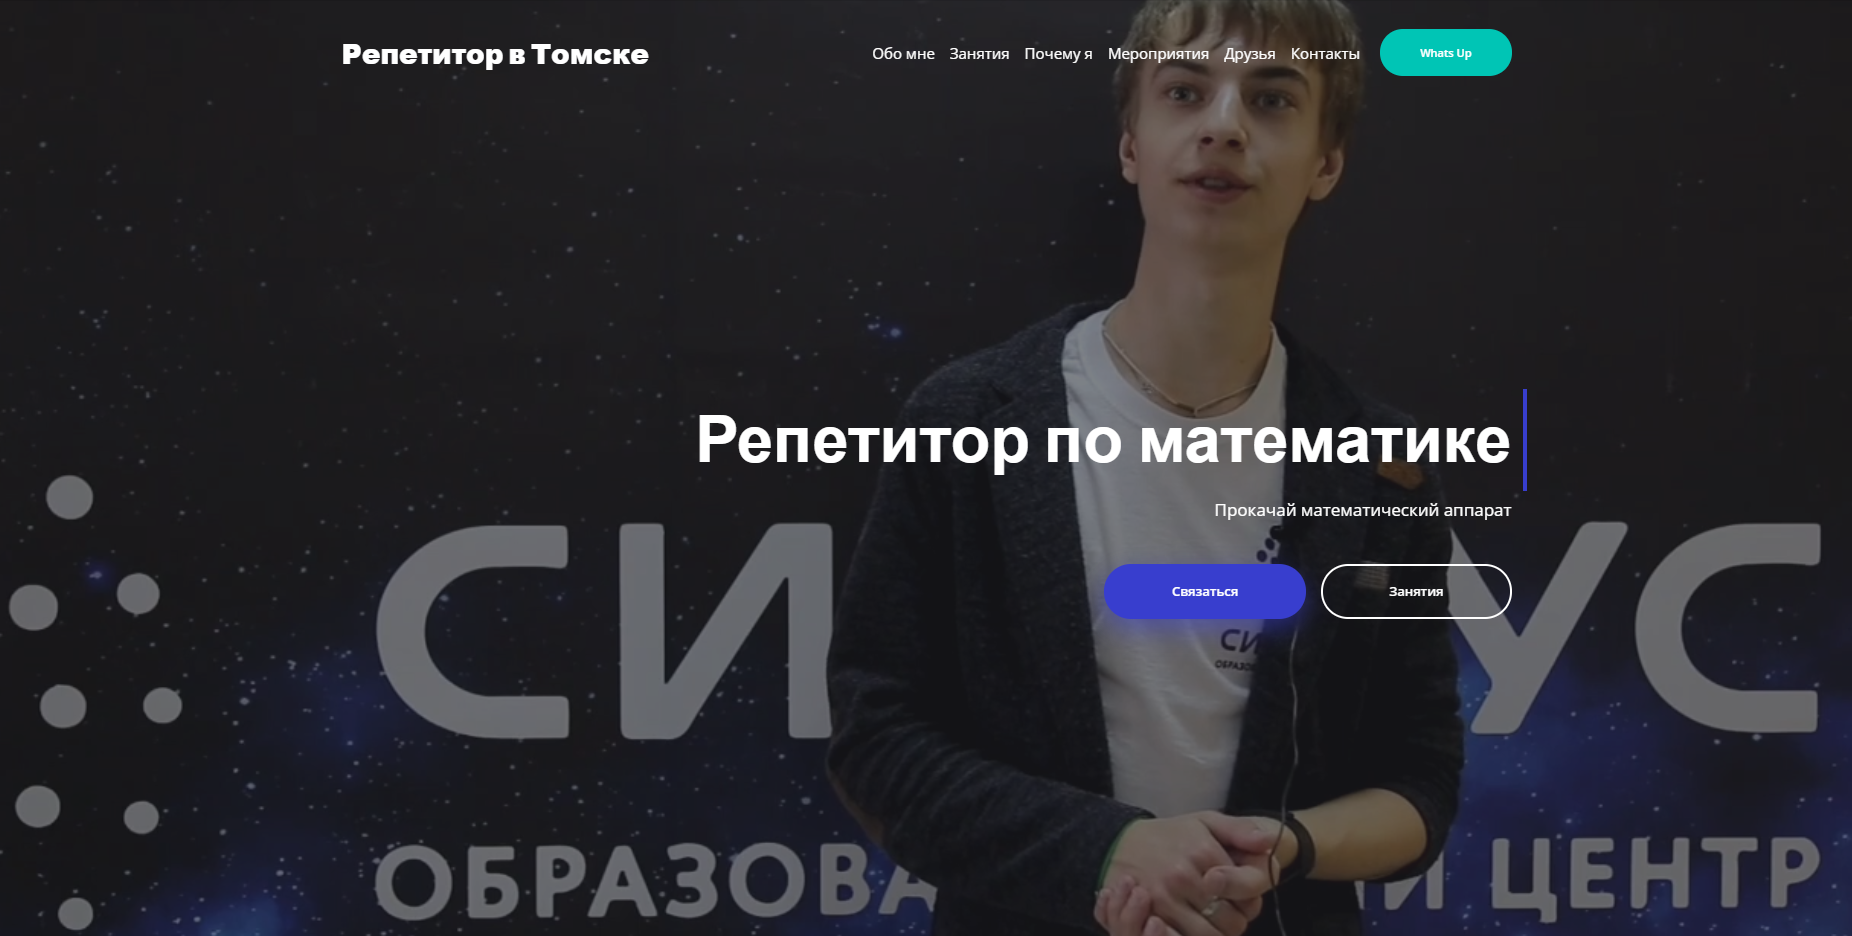 Репетитор в Томске
Обо мне Занятия Почему я Мероприятия Друзья Контакты Whats Up
Репетитор по математике
Прокачай математический аппарат
Связаться Занятия
СИ УС
СИ
ОБРАЗОВА ЦЕНТР